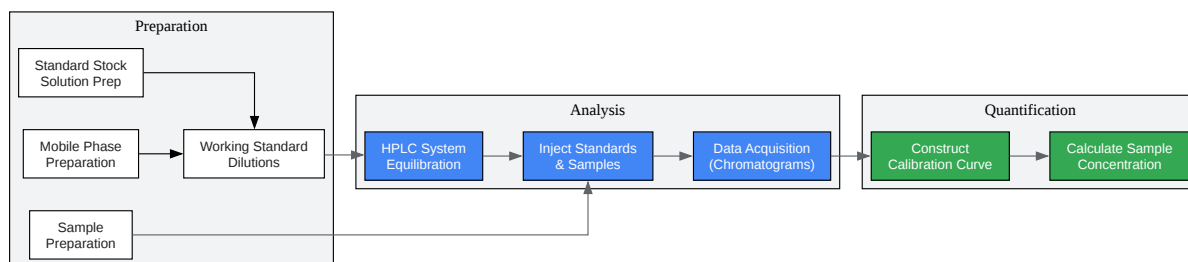 Preparation
Standard Stock
Solution Prep
Mobile Phase
Preparation
Working Standard
Dilutions
Sample
Preparation
Analysis
HPLC System
Equilibration
Inject Standards
& Samples
Data Acquisition
(Chromatograms)
Quantification
Construct
Calibration Curve
Calculate Sample
Concentration